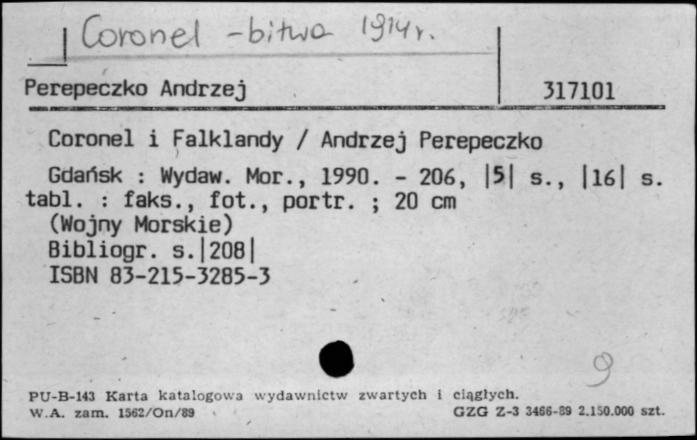 Coronel - bitwa 1914 r.
Perepeczko Andrzej 317101
Coronel i Falklandy / Andrzej Perepeczko
Gdańsk : Wydaw. Mor., 1990. - 206, |5| s., |16| s.
tabl. : faks., fot., portr. ; 20 cm
(Wojny Morskie)
Bibliogr. s.|208|
ISBN 83-215-3285-3
9
PU-B-143 Karta katalogowa wydawnictw zwartych i ciągłych.
W.A. zam. 1562/On/89 GZG Z-3 3466-89 2.150.000 szt.